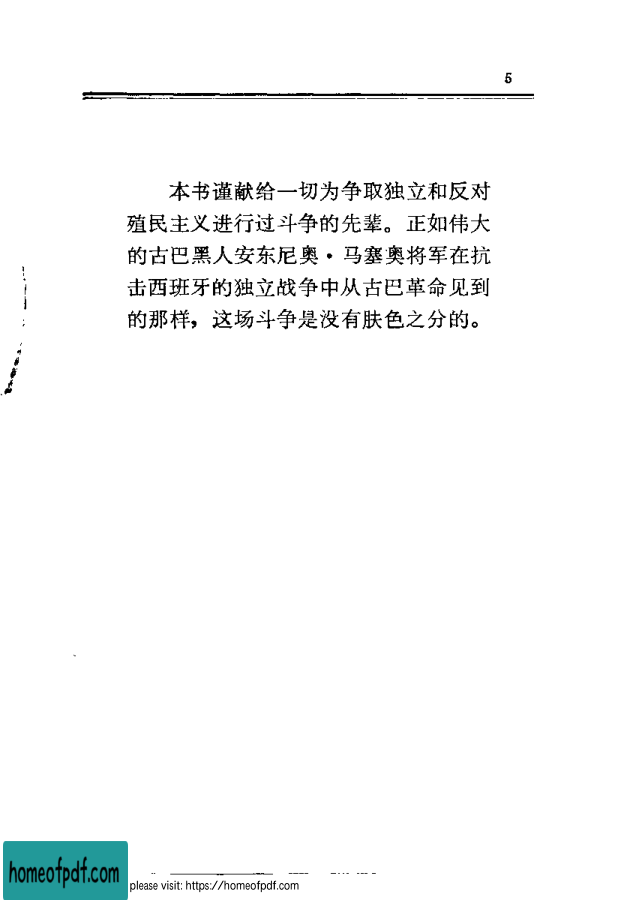 5
本书谨献给一切为争取独立和反对
殖民主义进行过斗争的先辈。正如伟大
的古巴黑人安东尼奥·马塞奥将军在抗
击西班牙的独立战争中从古巴革命见到
的那样，这场斗争是没有肤色之分的。
homeofpdf.com
please visit: https://homeofpdf.com